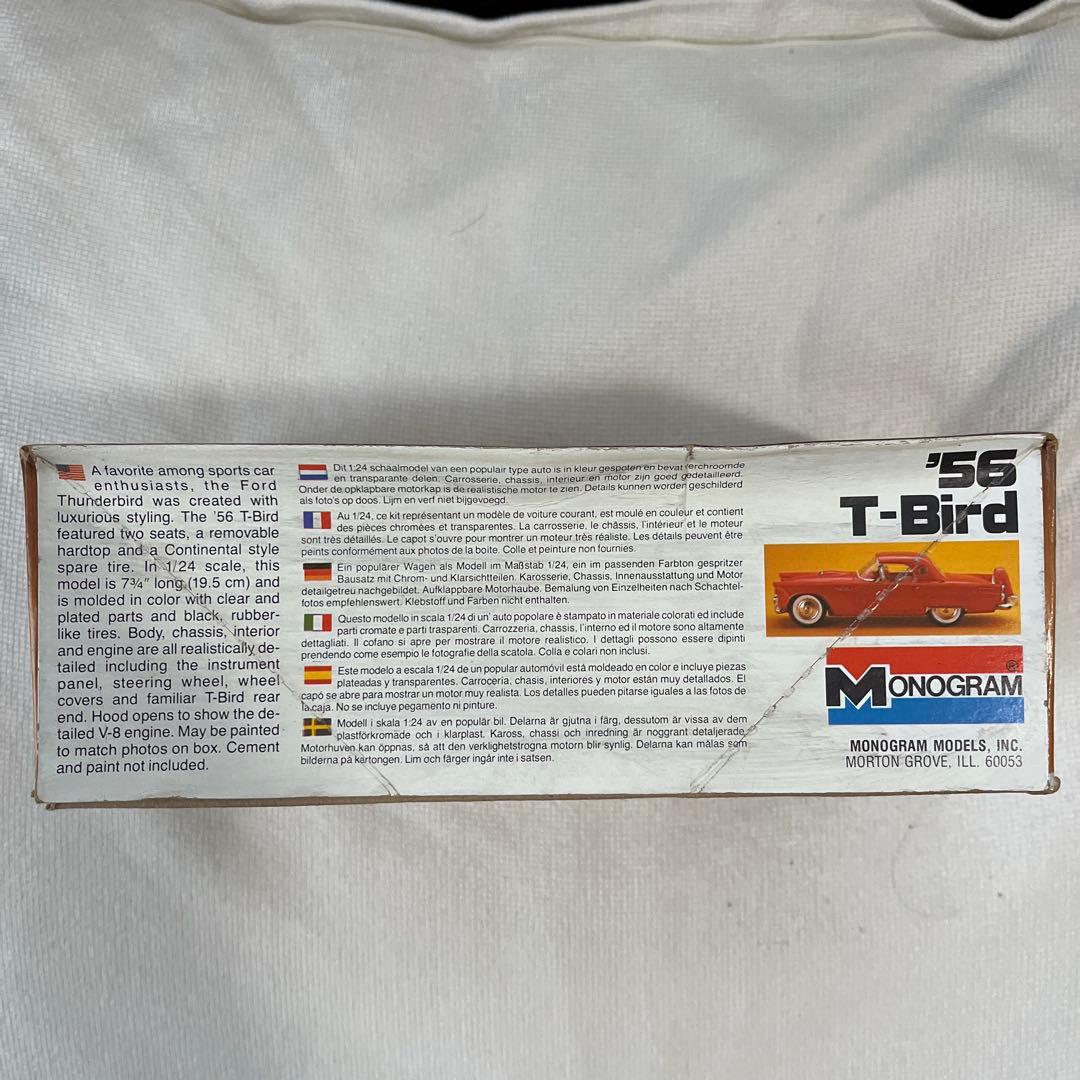 A favorite among sports car
enthusiasts, the Ford
Thunderbird was created with
luxurious styling. The '56 T-Bird
featured two seats, a removable
hardtop and a Continental style
spare tire. In 1/24 scale, this
model is 7¾" long (19.5 cm) and
is molded in color with clear and
plated parts and black, rubber-
like tires. Body, chassis, interior
and engine are all realistically de-
tailed including the instrument
panel, steering wheel, wheel
covers and familiar T-Bird rear
end. Hood opens to show the de-
tailed V-8 engine. May be painted
to match photos on box. Cement
and paint not included.
Dit 1:24 schaalmodel van een populair type auto is in kleur gespoten en bevat verchroomde
en transparante delen. Carrosserie, chassis, interieur en motor zijn goed gedetailleerd.
Onder de opklapbare motorkap is de realistische motor te zien. Details kunnen worden geschilderd
als foto's op doos. Lijm en verf niet bijgevoegd.
Au 1/24, ce kit représentant un modèle de voiture courant, est moulé en couleur et contient
des pièces chromées et transparentes. La carrosserie, le châssis, l'intérieur et le moteur
sont très détaillés. Le capot s'ouvre pour montrer un moteur très réaliste. Les détails peuvent être
peints conformément aux photos de la boite. Colle et peinture non fournies.
Ein populärer Wagen als Modell im Maßstab 1/24, ein im passenden Farbton gespritzer
Bausatz mit Chrom- und Klarsichtteilen. Karosserie, Chassis, Innenausstattung und Motor
detailgetreu nachgebildet. Aufklappbare Motorhaube. Bemalung von Einzelheiten nach Schachtel-
fotos empfehlenswert. Klebstoff und Farben nicht enthalten.
Questo modello in scala 1/24 di un' auto popolare è stampato in materiale colorati ed include
parti cromate e parti trasparenti. Carrozzeria, chassis, l'interno ed il motore sono altamente
dettagliati. Il cofano si apre per mostrare il motore realistico. I dettagli possono essere dipinti
prendendo come esempio le fotografie della scatola. Colla e colari non inclusi.
Este modelo a escala 1/24 de un popular automóvil está moldeado en color e incluye piezas
plateadas y transparentes. Carrocería, chasis, interiores y motor están muy detallados. El
capó se abre para mostrar un motor muy realista. Los detalles pueden pitarse iguales a las fotos de
la caja. No se incluye pegamento ni pinture.
Modell i skala 1:24 av en populär bil. Delarna är gjutna i färg, dessutom är vissa av dem
plastförkromade och i klarplast. Kaross, chassi och inredning är noggrant detaljerade.
Motorhuven kan öppnas, så att den verklighetstrogna motorn blir synlig. Delarna kan målas som
bilderna på kartongen. Lim och färger ingår inte i satsen.
'56
T-Bird
MONOGRAM®
MONOGRAM MODELS, INC.
MORTON GROVE, ILL. 60053